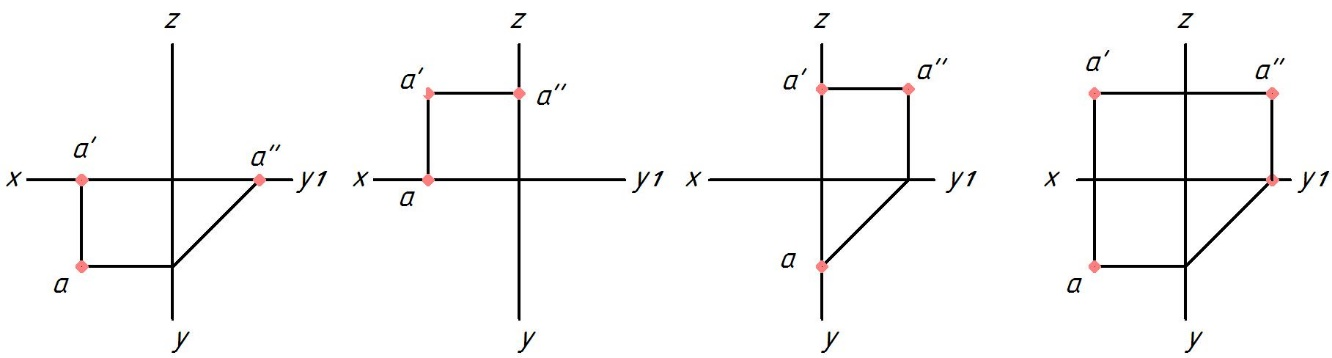 z z z z
a' a'' a' a'' a' a''
a' a''
x y1 x y1 x y1 x y1
a
a a a
y y y y